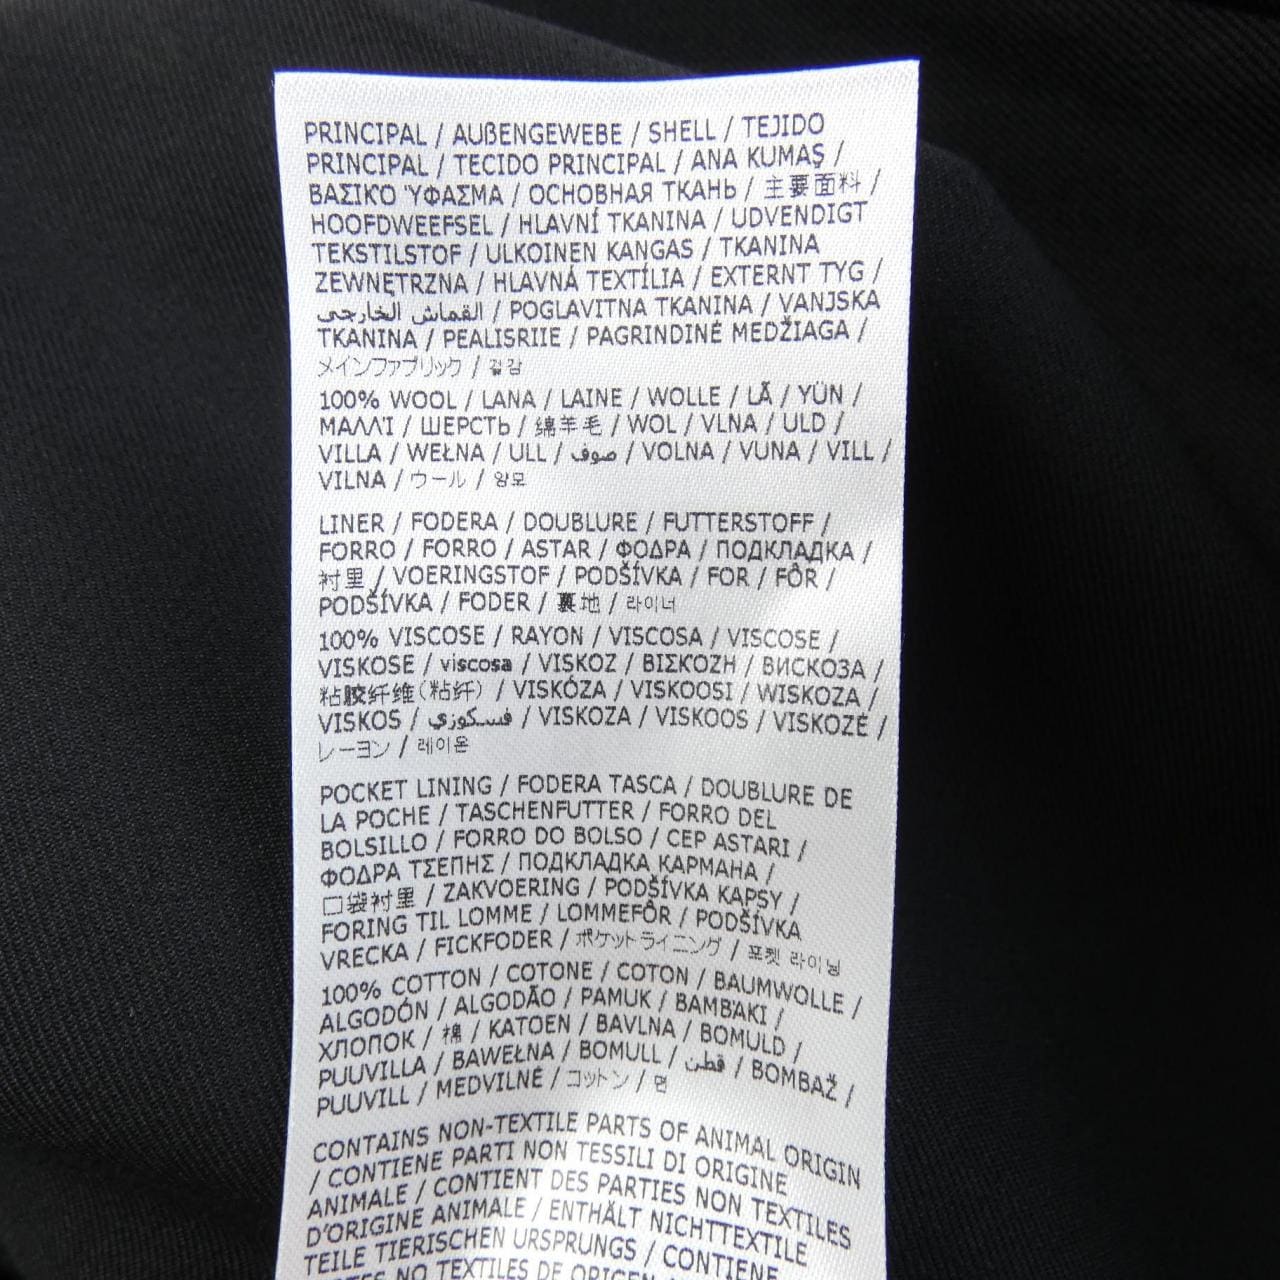 PRINCIPAL / AUßENGEWEBE / SHELL / TEJIDO
PRINCIPAL / TECIDO PRINCIPAL / ANA KUMAŞ /
ΒΑΣΙΚΌ ΎΦΑΣΜΑ / ОСНОВНАЯ ТКАНЬ / 主要面料 /
HOOFDWEEFSEL / HLAVNÍ TKANINA / UDVENDIGT
TEKSTILSTOF / ULKOINEN KANGAS / TKANINA
ZEWNĘTRZNA / HLAVNÁ TEXTÍLIA / EXTERNT TYG /
القماش الخارجي / POGLAVITNA TKANINA / VANJSKA
TKANINA / PEALISRIIE / PAGRINDINĖ MEDŽIAGA /
メインファブリック / 겉감
100% WOOL / LANA / LAINE / WOLLE / LÃ / YÜN /
ΜΑΛΛΊ / ШЕРСТЬ / 绵羊毛 / WOL / VLNA / ULD /
VILLA / WEŁNA / ULL / صوف / VOLNA / VUNA / VILL /
VILNA / ウール / 양모
LINER / FODERA / DOUBLURE / FUTTERSTOFF /
FORRO / FORRO / ASTAR / ΦΟΔΡΑ / ПОДКЛАДКА /
衬里 / VOERINGSTOF / PODŠÍVKA / FOR / FÔR /
PODŠÍVKA / FODER / 裏地 / 라이너
100% VISCOSE / RAYON / VISCOSA / VISCOSE /
VISKOSE / viscosa / VISKOZ / ΒΙΣΚΌΖΗ / ВИСКОЗА /
粘胶纤维(粘纤) / VISKÓZA / VISKOOSI / WISKOZA /
VISKOS / فسكوزي / VISKOZA / VISKOOS / VISKOZĖ /
レーヨン / 레이온
POCKET LINING / FODERA TASCA / DOUBLURE DE
LA POCHE / TASCHENFUTTER / FORRO DEL
BOLSILLO / FORRO DO BOLSO / CEP ASTARI /
ΦΟΔΡΑ ΤΣΕΠΗΣ / ПОДКЛАДКА КАРМАНА /
口袋衬里 / ZAKVOERING / PODŠÍVKA KAPSY /
FORING TIL LOMME / LOMMEFÔR / PODŠÍVKA
VRECKA / FICKFODER / ポケットライニング / 포켓 라이닝
100% COTTON / COTONE / COTON / BAUMWOLLE /
ALGODÓN / ALGODÃO / PAMUK / ΒΑΜΒΆΚΙ /
ХЛОПОК / 棉 / KATOEN / BAVLNA / BOMULD /
PUUVILLA / BAWEŁNA / BOMULL / قطن / BOMBAŽ /
PUUVILL / MEDVILNĖ / コットン / 면
CONTAINS NON-TEXTILE PARTS OF ANIMAL ORIGIN
/ CONTIENE PARTI NON TESSILI DI ORIGINE
ANIMALE / CONTIENT DES PARTIES NON TEXTILES
D'ORIGINE ANIMALE / ENTHÄLT NICHTTEXTILE
TEILE TIERISCHEN URSPRUNGS / CONTIENE
NO TEXTILES DE ORIGEN